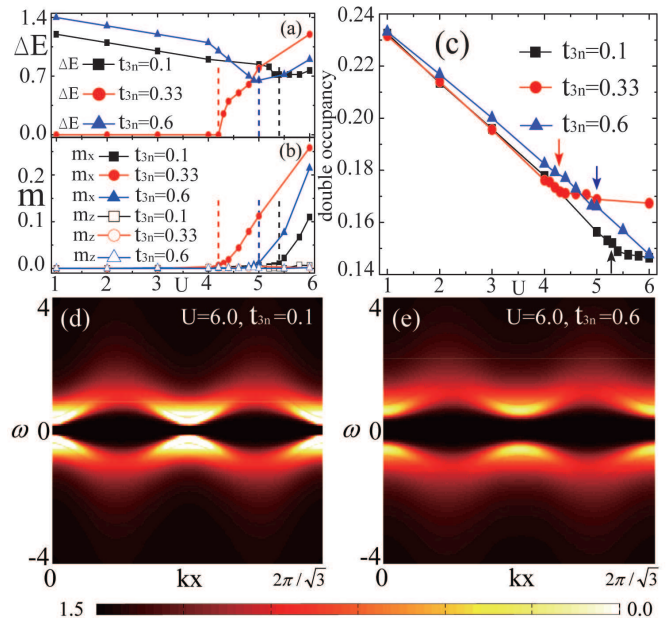 1.4
(a)
ΔE
0.7
ΔE t3n=0.1
ΔE t3n=0.33
ΔE t3n=0.6
0.0
mx t3n=0.1
(b)
mx t3n=0.33
0.2
mx t3n=0.6
m
mz t3n=0.1
0.1
mz t3n=0.33
mz t3n=0.6
0.0
1 2 3 4 5 6
U
0.24
(c)
0.22
t3n=0.1
t3n=0.33
0.20
t3n=0.6
double occupancy
0.18
0.16
0.14
1 2 3 4 5 6
U
(d)
U=6.0, t3n=0.1
4
ω 0
-4
0 kx 2π/√3
(e)
U=6.0, t3n=0.6
4
ω 0
-4
0 kx 2π/√3
1.5 0.0